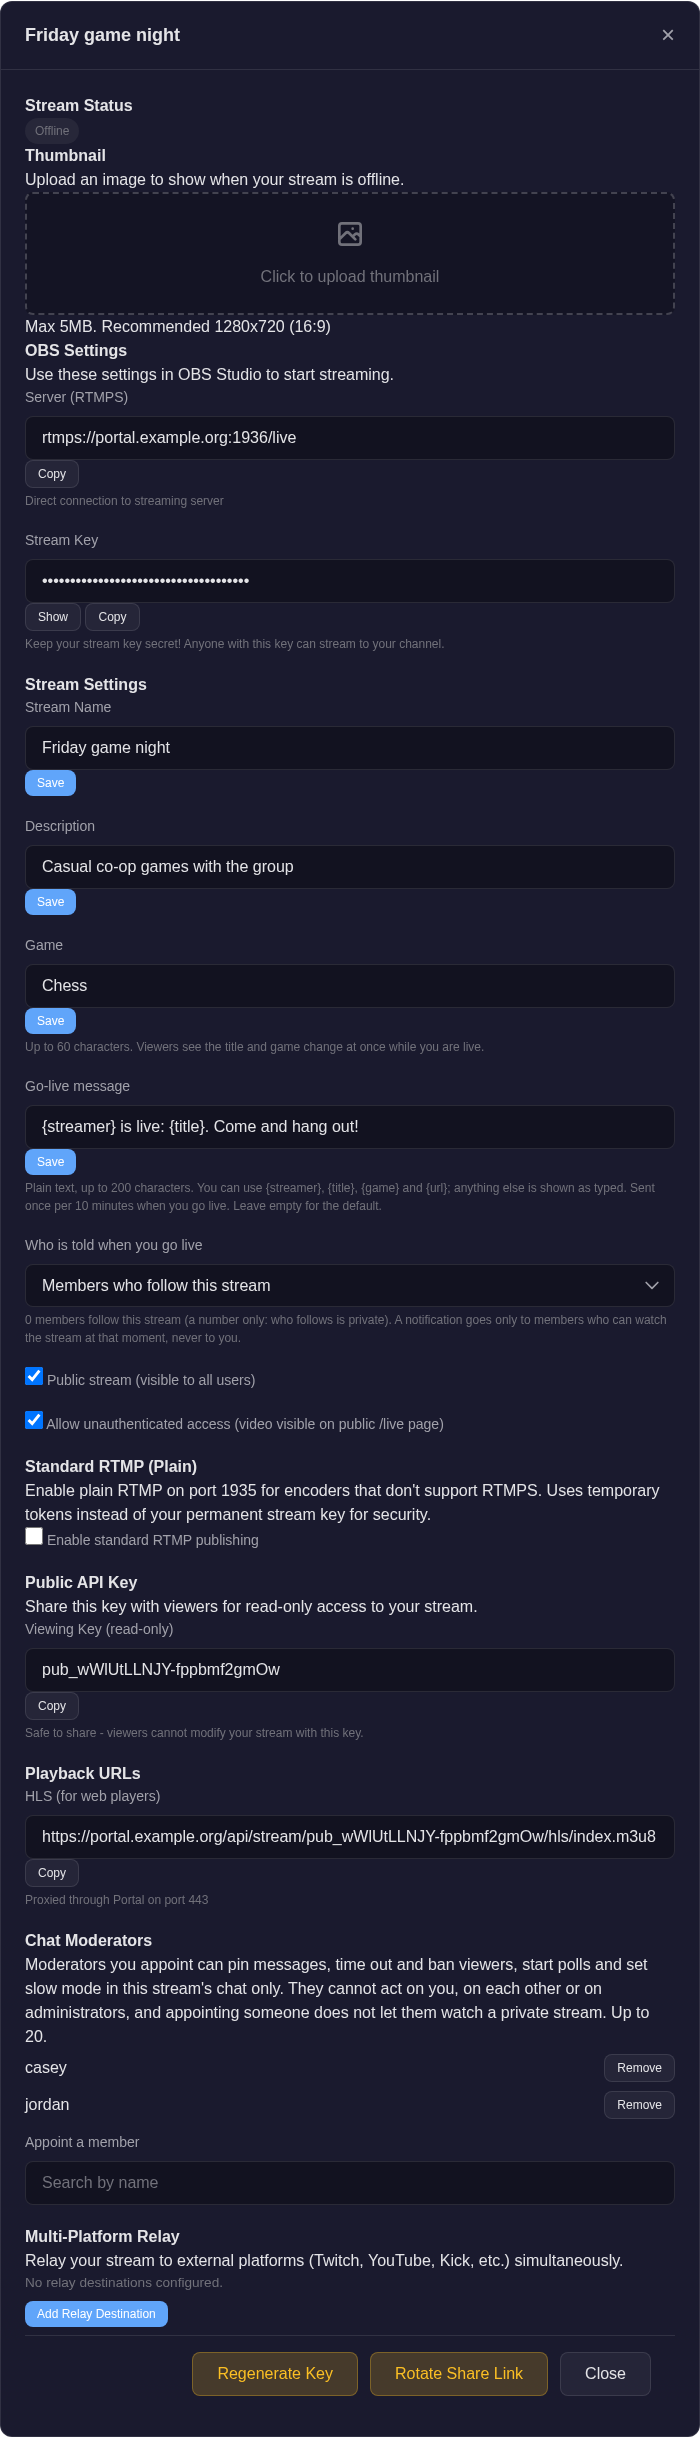 Friday game night
×
Stream Status
Offline
Thumbnail
Upload an image to show when your stream is offline.
Click to upload thumbnail
Max 5MB. Recommended 1280x720 (16:9)
OBS Settings
Use these settings in OBS Studio to start streaming.
Server (RTMPS)
rtmps://portal.example.org:1936/live
Copy
Direct connection to streaming server
Stream Key
•••••••••••••••••••••••••••••••••••••
Show Copy
Keep your stream key secret! Anyone with this key can stream to your channel.
Stream Settings
Stream Name
Friday game night
Save
Description
Casual co-op games with the group
Save
Game
Chess
Save
Up to 60 characters. Viewers see the title and game change at once while you are live.
Go-live message
{streamer} is live: {title}. Come and hang out!
Save
Plain text, up to 200 characters. You can use {streamer}, {title}, {game} and {url}; anything else is shown as typed. Sent
once per 10 minutes when you go live. Leave empty for the default.
Who is told when you go live
Members who follow this stream
0 members follow this stream (a number only: who follows is private). A notification goes only to members who can watch
the stream at that moment, never to you.
Public stream (visible to all users)
Allow unauthenticated access (video visible on public /live page)
Standard RTMP (Plain)
Enable plain RTMP on port 1935 for encoders that don't support RTMPS. Uses temporary
tokens instead of your permanent stream key for security.
Enable standard RTMP publishing
Public API Key
Share this key with viewers for read-only access to your stream.
Viewing Key (read-only)
pub_wWlUtLLNJY-fppbmf2gmOw
Copy
Safe to share - viewers cannot modify your stream with this key.
Playback URLs
HLS (for web players)
https://portal.example.org/api/stream/pub_wWlUtLLNJY-fppbmf2gmOw/hls/index.m3u8
Copy
Proxied through Portal on port 443
Chat Moderators
Moderators you appoint can pin messages, time out and ban viewers, start polls and set
slow mode in this stream's chat only. They cannot act on you, on each other or on
administrators, and appointing someone does not let them watch a private stream. Up to
20.
casey Remove
jordan Remove
Appoint a member
Search by name
Multi-Platform Relay
Relay your stream to external platforms (Twitch, YouTube, Kick, etc.) simultaneously.
No relay destinations configured.
Add Relay Destination
Regenerate Key Rotate Share Link Close